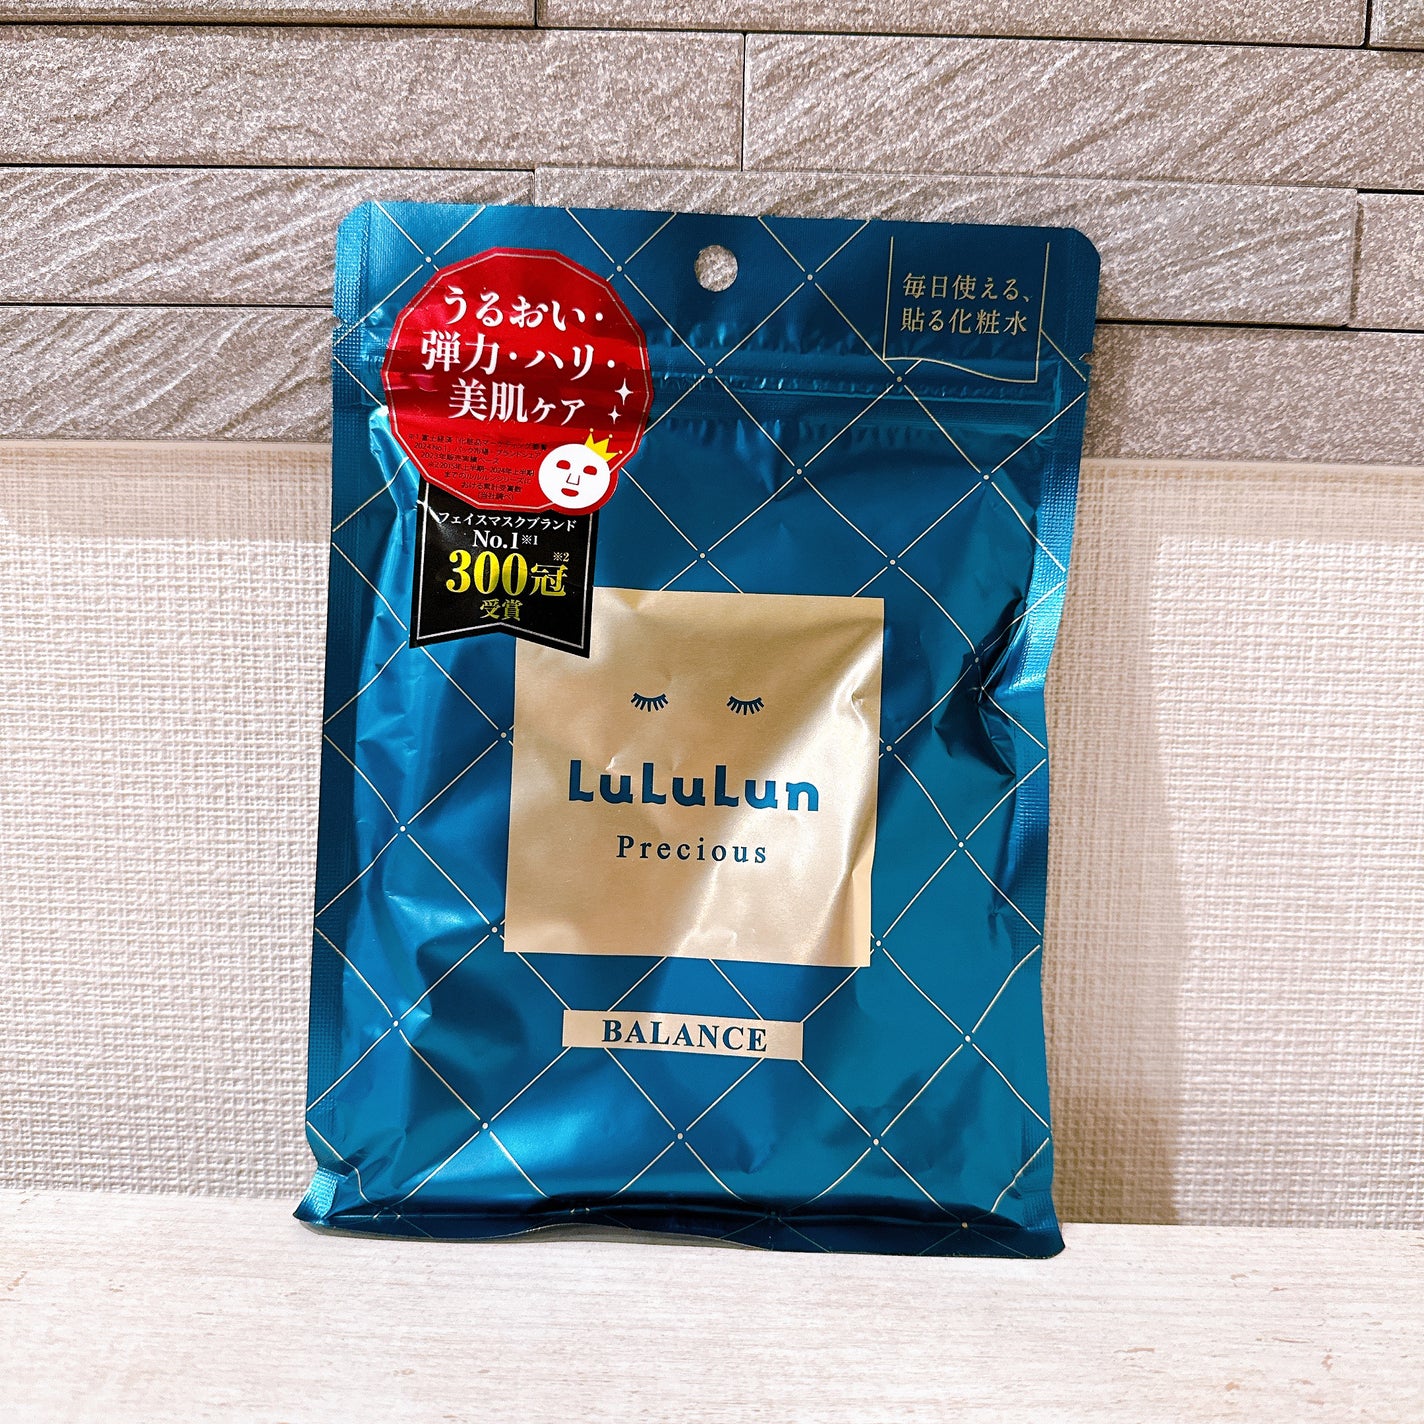 うるおい・
弾力・ハリ・
美肌ケア
フェイスマスクブランド
No.1※1
※2
300冠
受賞
毎日使える、
貼る化粧水
LuLuLun
Precious
BALANCE